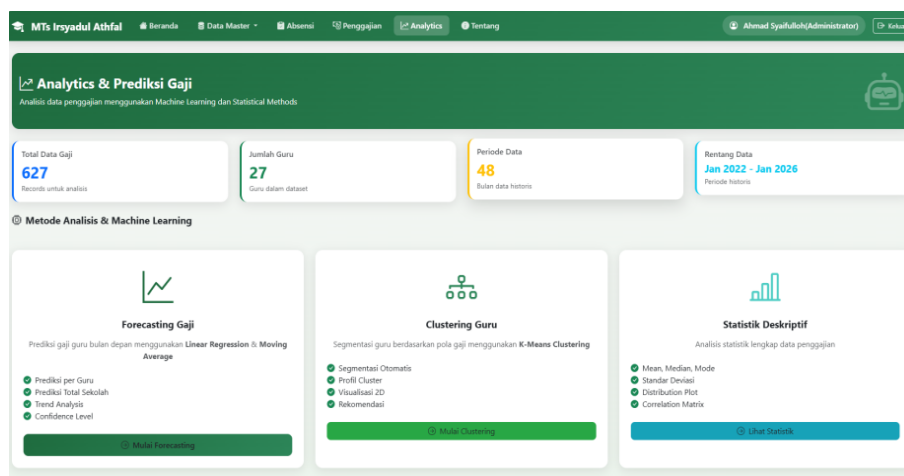 MTs Irsyadul Athfal
Beranda
Data Master
Absensi
Penggajian
Analytics
Tentang
Ahmad Syaifulloh(Administrator)
Analytics & Prediksi Gaji
Analisis data penggajian menggunakan Machine Learning dan Statistical Methods
Total Data Gaji
627
Records untuk analisis
Jumlah Guru
27
Guru dalam dataset
Periode Data
48
Bulan data historis
Rentang Data
Jan 2022 - Jan 2026
Periode historis
Metode Analisis & Machine Learning
Forecasting Gaji
Prediksi gaji guru bulan depan menggunakan Linear Regression & Moving
Average
Prediksi per Guru
Prediksi Total Sekolah
Trend Analysis
Confidence Level
Mulai Forecasting
Clustering Guru
Segmentasi guru berdasarkan pola gaji menggunakan K-Means Clustering
Segmentasi Otomatis
Profil Cluster
Visualisasi 2D
Rekomendasi
Mulai Clustering
Statistik Deskriptif
Analisis statistik lengkap data penggajian
Mean, Median, Mode
Standar Deviasi
Distribution Plot
Correlation Matrix
Lihat Statistik